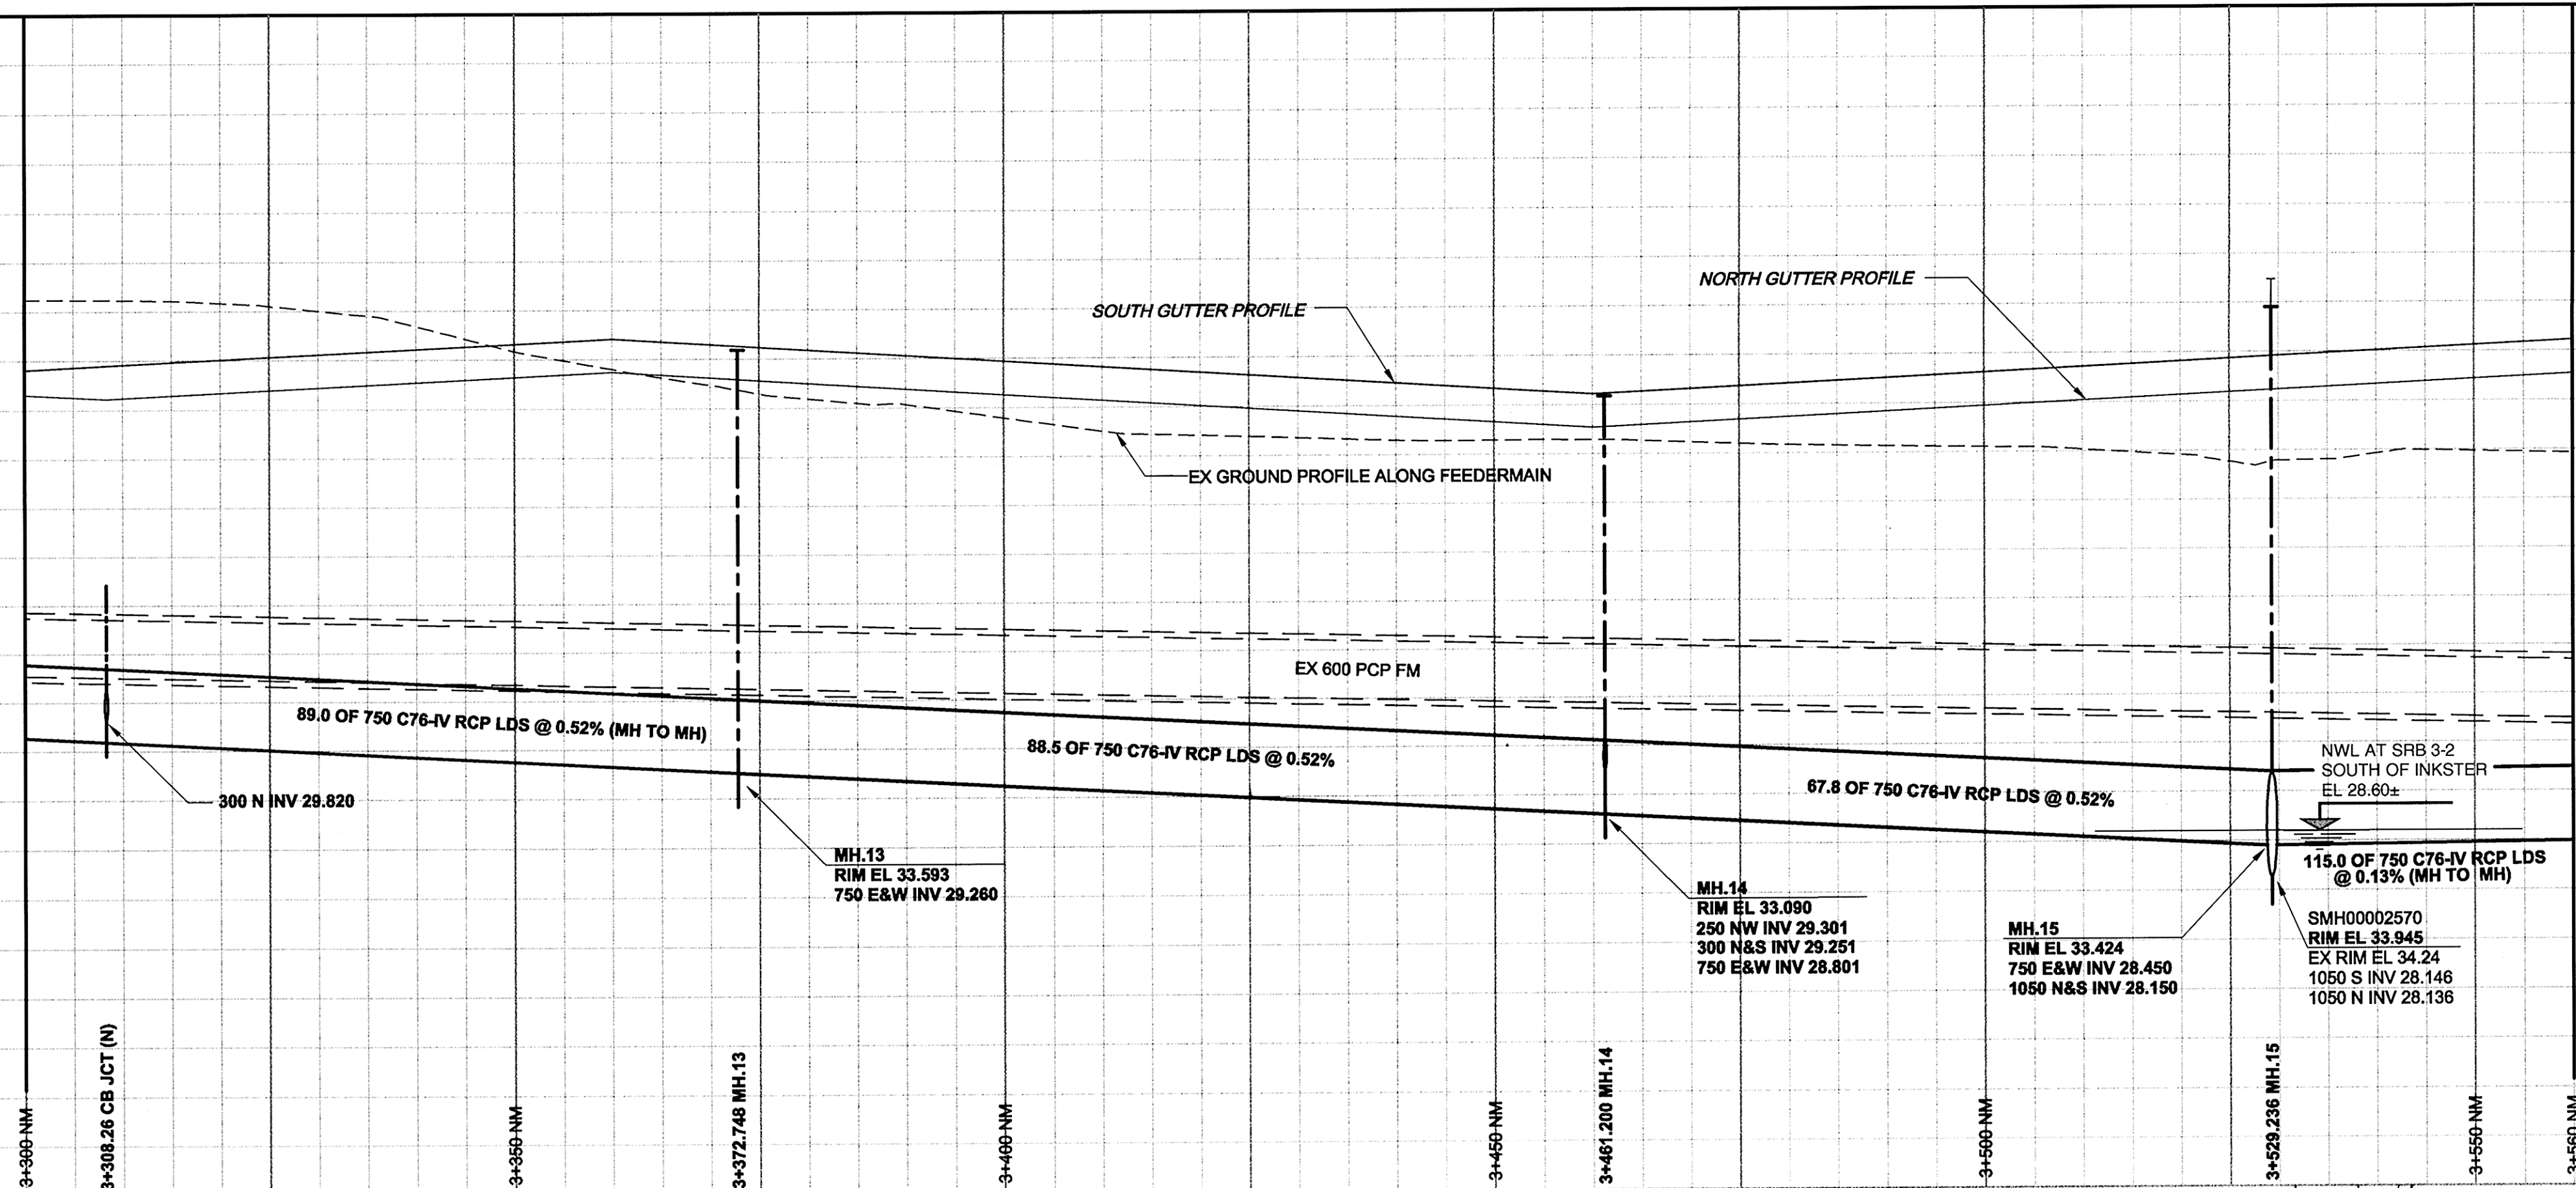 NORTH GUTTER PROFILE
SOUTH GUTTER PROFILE
EX GROUND PROFILE ALONG FEEDERMAIN
EX 600 PCP FM
89.0 OF 750 C76-IV RCP LDS @ 0.52% (MH TO MH)
88.5 OF 750 C76-IV RCP LDS @ 0.52%
67.8 OF 750 C76-IV RCP LDS @ 0.52%
NWL AT SRB 3-2
SOUTH OF INKSTER
EL 28.60±
115.0 OF 750 C76-IV RCP LDS
@ 0.13% (MH TO MH)
300 N INV 29.820
MH.13
RIM EL 33.593
750 E&W INV 29.260
MH.14
RIM EL 33.090
250 NW INV 29.301
300 N&S INV 29.251
750 E&W INV 28.801
MH.15
RIM EL 33.424
750 E&W INV 28.450
1050 N&S INV 28.150
SMH00002570
RIM EL 33.945
EX RIM EL 34.24
1050 S INV 28.146
1050 N INV 28.136
3+300 NM
3+308.26 CB JCT (N)
3+350 NM
3+372.748 MH.13
3+400 NM
3+450 NM
3+461.200 MH.14
3+500 NM
3+529.236 MH.15
3+550 NM
3+560 NM